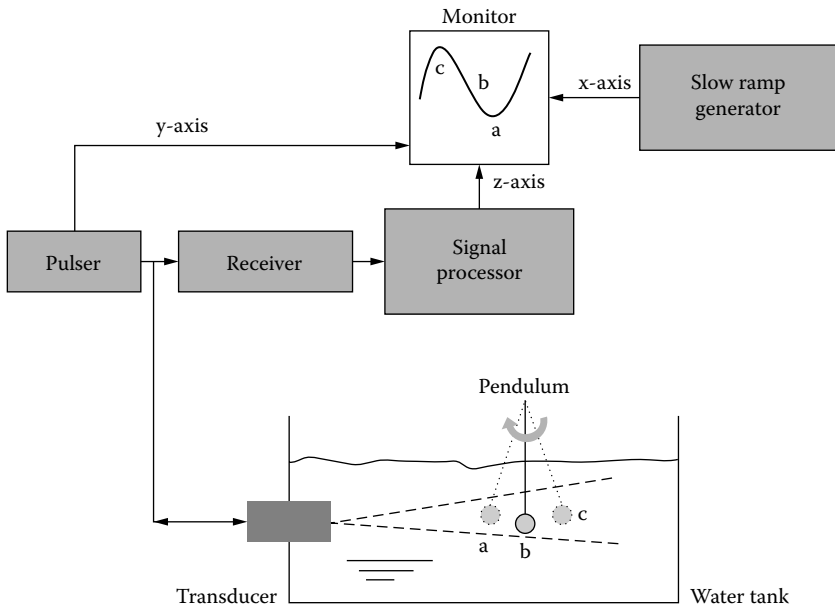 Monitor
c
b
a
x-axis
Slow ramp
generator
y-axis
z-axis
Pulser
Receiver
Signal
processor
Pendulum
a
b
c
Transducer
Water tank